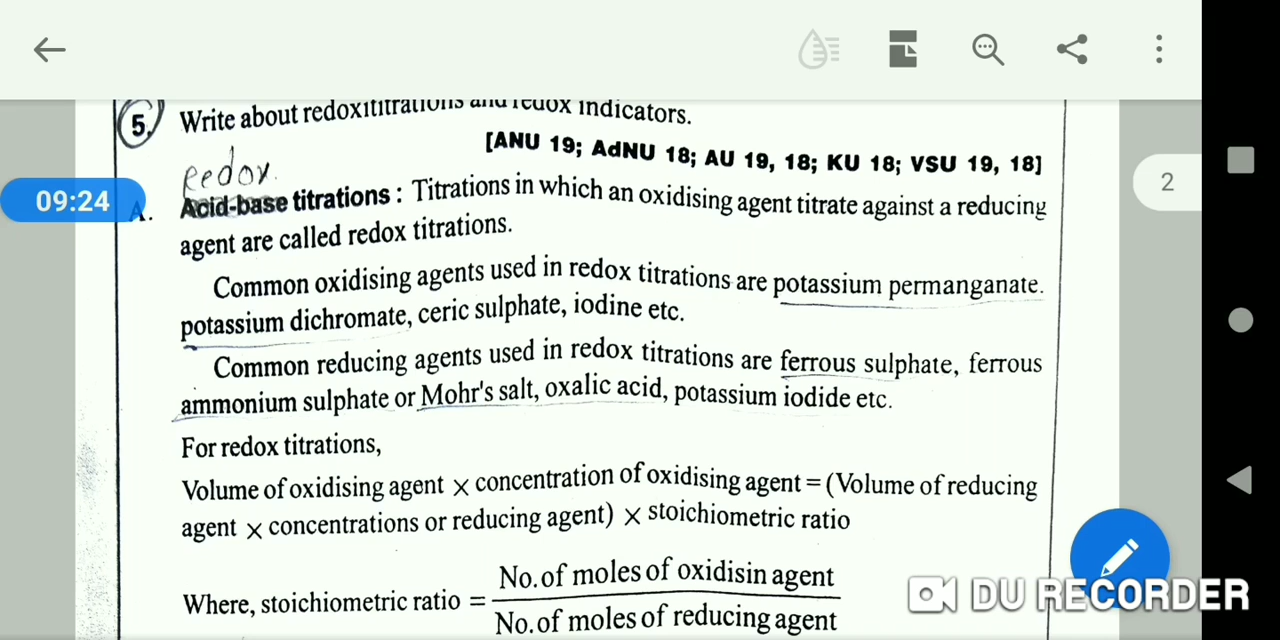 5. Write about redoxititrations and redox indicators.
[ANU 19; AdNU 18; AU 19, 18; KU 18; VSU 19, 18]
Redox.
09:24
A. Acid-base titrations : Titrations in which an oxidising agent titrate against a reducing
2
agent are called redox titrations.
Common oxidising agents used in redox titrations are potassium permanganate.
potassium dichromate, ceric sulphate, iodine etc.
Common reducing agents used in redox titrations are ferrous sulphate, ferrous
ammonium sulphate or Mohr's salt, oxalic acid, potassium iodide etc.
For redox titrations,
Volume of oxidising agent × concentration of oxidising agent = (Volume of reducing
agent × concentrations or reducing agent) × stoichiometric ratio
Where, stoichiometric ratio = No. of moles of oxidisin agent
No. of moles of reducing agent
DU RECORDER